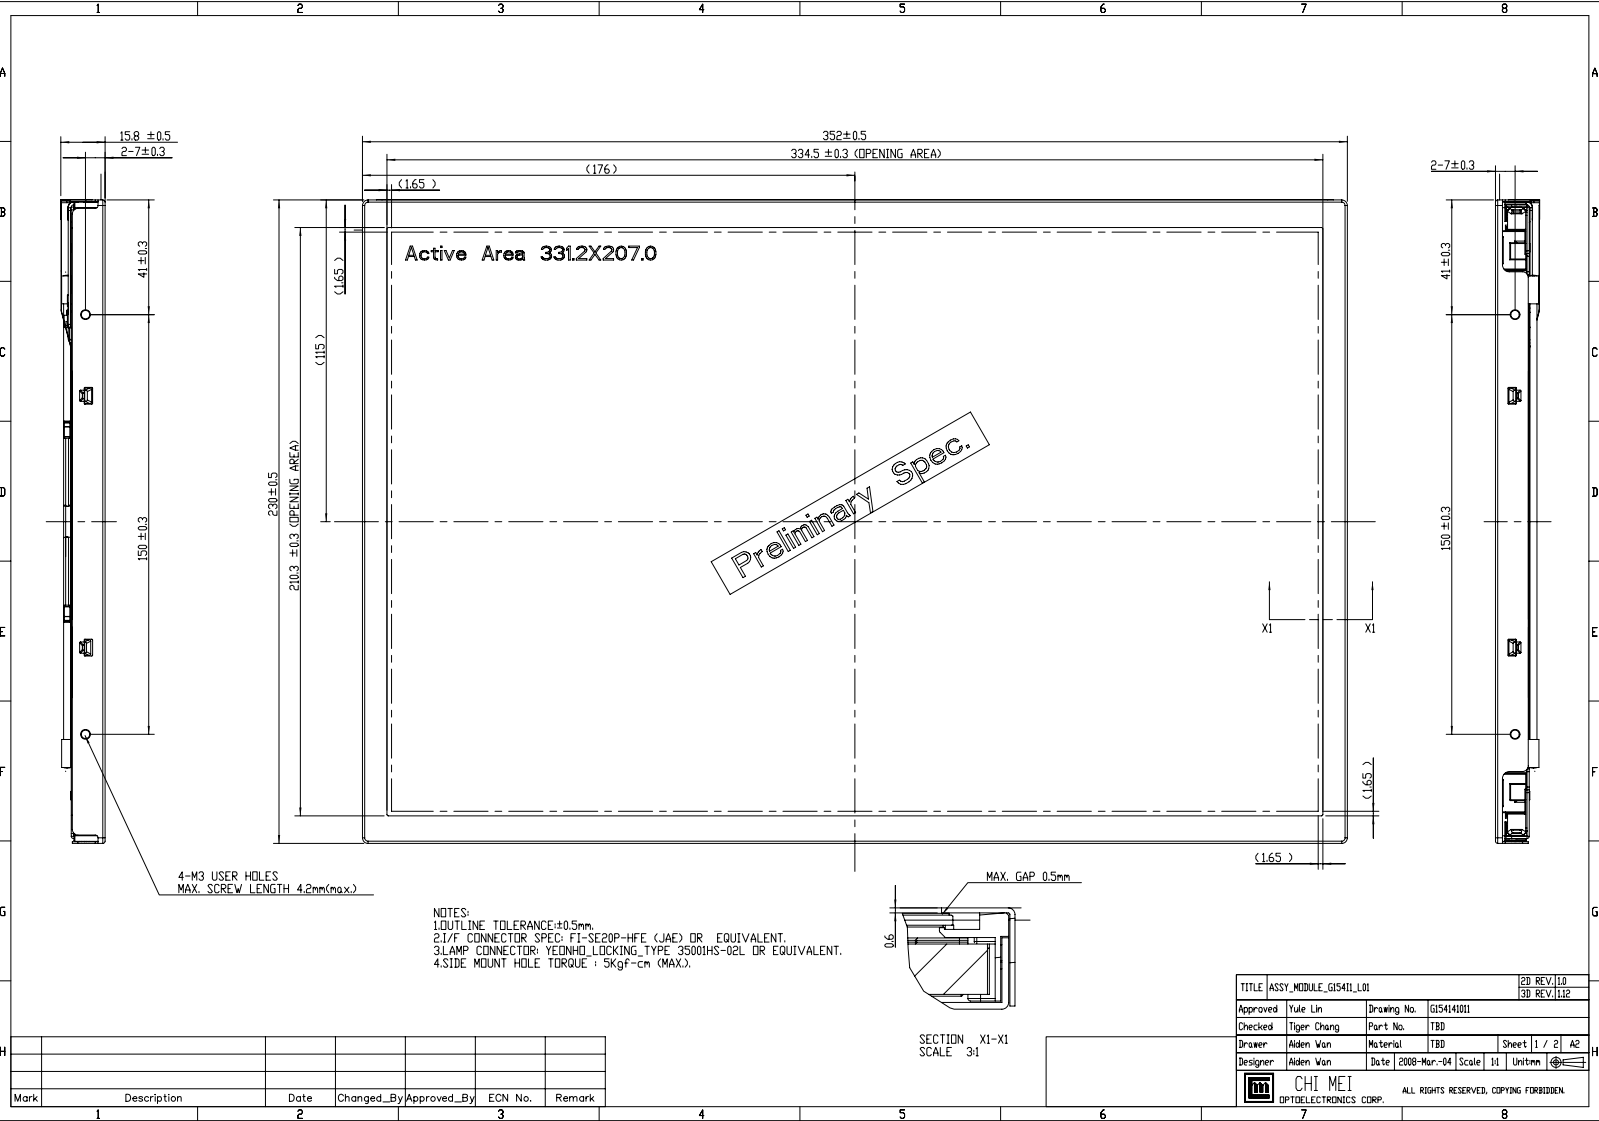 1 2 3 4 5 6 7 8
A A
15.8 ±0.5
2-7±0.3
352±0.5
334.5 ±0.3 (OPENING AREA)
(176)
(1.65 )
2-7±0.3
B B
Active Area 331.2X207.0
41±0.3
(1.65 )
41±0.3
(115 )
C C
D D
230±0.5
210.3 ±0.3 (OPENING AREA)
150 ±0.3
150 ±0.3
Preliminary Spec.
E E
X1 X1
F F
(1.65 )
(1.65 )
4-M3 USER HOLES
MAX. SCREW LENGTH 4.2mm(max.)
MAX. GAP 0.5mm
0.6
G G
NOTES:
1.OUTLINE TOLERANCE:±0.5mm.
2.I/F CONNECTOR SPEC: FI-SE20P-HFE (JAE) OR EQUIVALENT.
3.LAMP CONNECTOR: YEONHO_LOCKING_TYPE 35001HS-02L OR EQUIVALENT.
4.SIDE MOUNT HOLE TORQUE : 5Kgf-cm (MAX.).
SECTION X1-X1
SCALE 3:1
H H
TITLE ASSY_MODULE_G154I1_L01 2D REV. 1.0
3D REV. 1.12
Approved Yule Lin Drawing No. G154141011
Checked Tiger Chang Part No. TBD
Drawer Aiden Wan Material TBD Sheet 1 / 2 A2
Designer Aiden Wan Date 2008-Mar.-04 Scale 1:1 Unit:mm
CHI MEI
OPTOELECTRONICS CORP.
ALL RIGHTS RESERVED, COPYING FORBIDDEN.
Mark Description Date Changed_By Approved_By ECN No. Remark
1 2 3 4 5 6 7 8